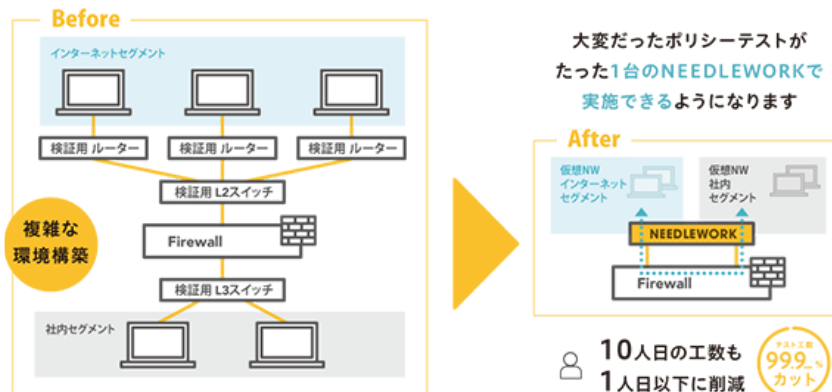 Before
インターネットセグメント
検証用 ルーター
検証用 ルーター
検証用 ルーター
検証用 L2スイッチ
複雑な
環境構築
Firewall
検証用 L3スイッチ
社内セグメント
大変だったポリシーテストが
たった1台のNEEDLEWORKで
実施できるようになります
After
仮想NW
インターネット
セグメント
仮想NW
社内
セグメント
NEEDLEWORK
Firewall
10人日の工数も
1人日以下に削減
テスト工数
99.9...%
カット